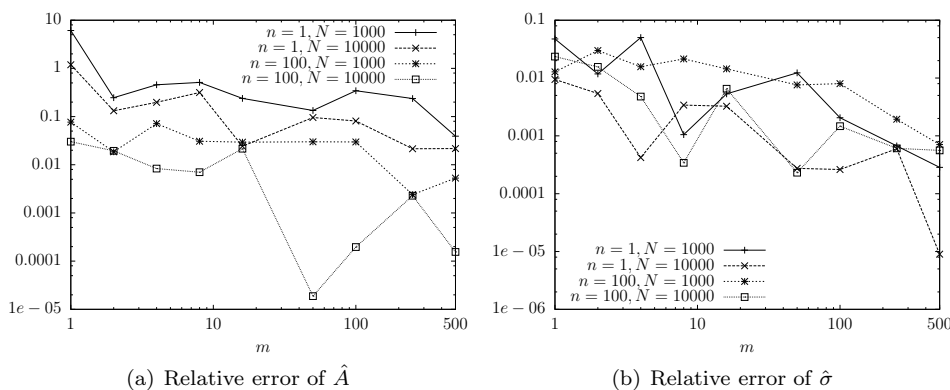 10
1
0.1
0.01
0.001
0.0001
1e − 05
1 10 100 500
m
n = 1, N = 1000
n = 1, N = 10000
n = 100, N = 1000
n = 100, N = 10000
(a) Relative error of Â
0.1
0.01
0.001
0.0001
1e − 05
1e − 06
1 10 100 500
m
n = 1, N = 1000
n = 1, N = 10000
n = 100, N = 1000
n = 100, N = 10000
(b) Relative error of σ̂